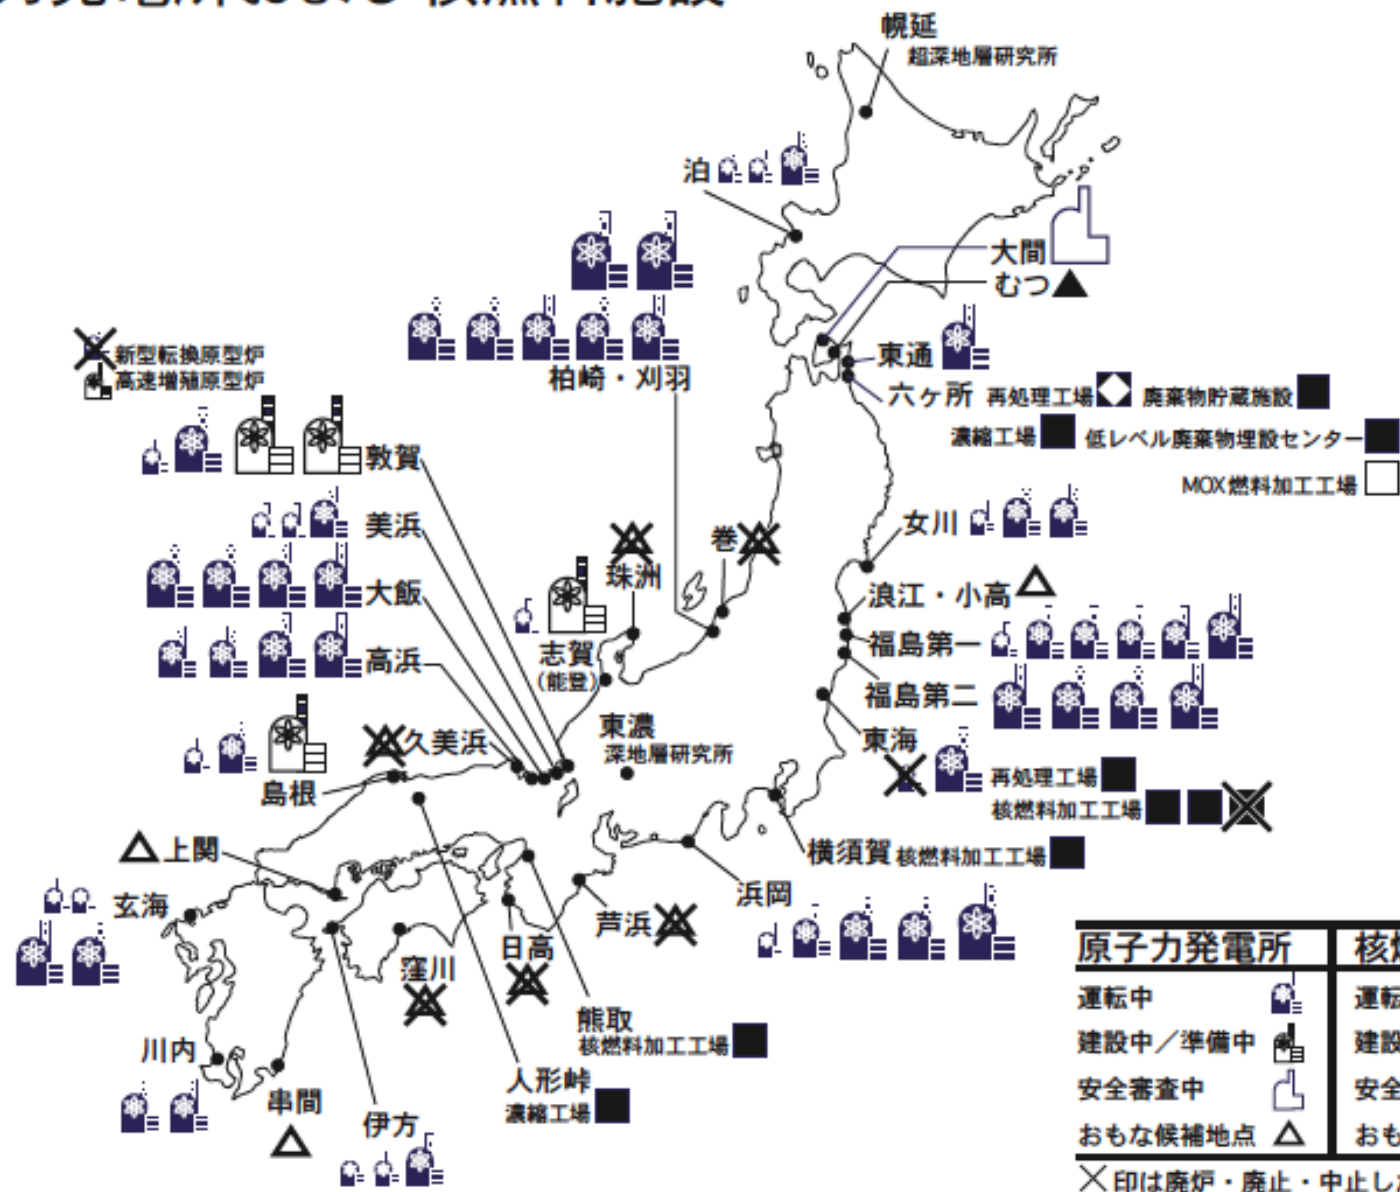 幌延
超深地層研究所
泊
大間
むつ
柏崎・刈羽
新型転換原型炉
高速増殖原型炉
東通
六ヶ所 再処理工場 廃棄物貯蔵施設
濃縮工場 低レベル廃棄物埋設センター
MOX燃料加工工場
敦賀
美浜
大飯
高浜
珠洲
巻
志賀
(能登)
女川
浪江・小高
福島第一
福島第二
東海
再処理工場
核燃料加工工場
久美浜
東濃
深地層研究所
島根
上関
横須賀 核燃料加工工場
浜岡
玄海
芦浜
日高
窪川
熊取
核燃料加工工場
川内
人形峠
濃縮工場
串間
伊方
原子力発電所
運転中
建設中／準備中
安全審査中
おもな候補地点
╳印は廃炉・廃止・中止し